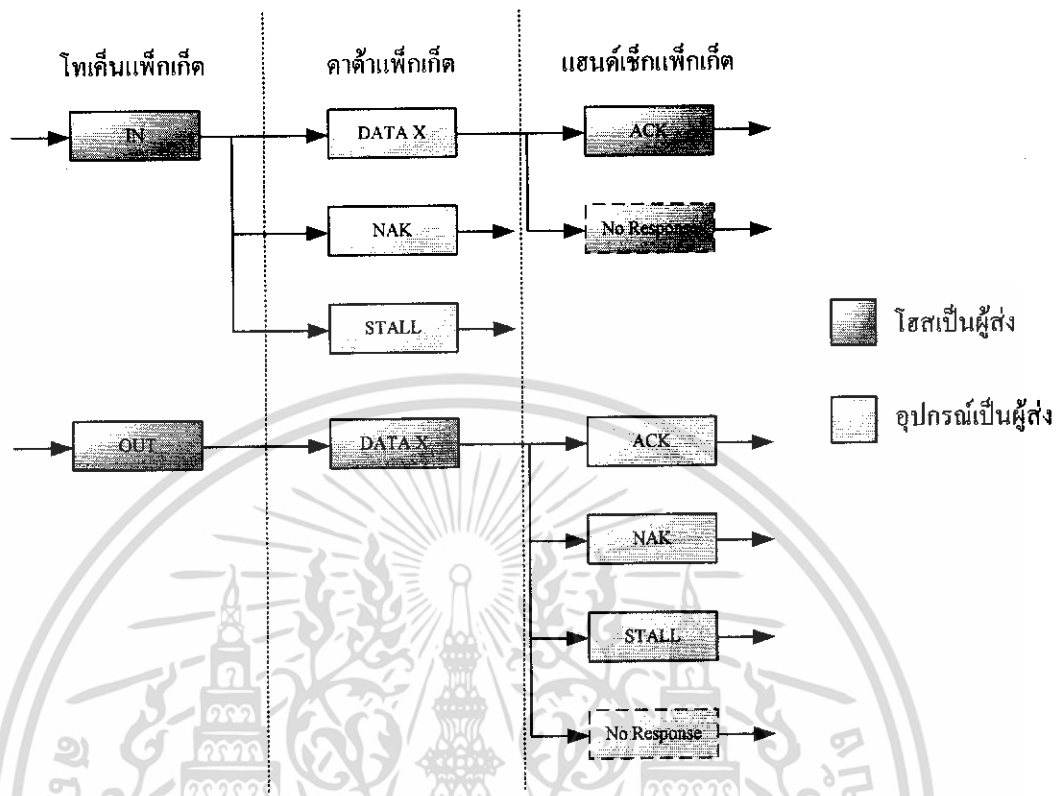 โทเค็นแพ็กเก็ต
ดาต้าแพ็กเก็ต
แฮนด์เช็กแพ็กเก็ต
IN
DATA X
ACK
NAK
No Response
STALL
โฮสเป็นผู้ส่ง
อุปกรณ์เป็นผู้ส่ง
OUT
DATA X
ACK
NAK
STALL
No Response